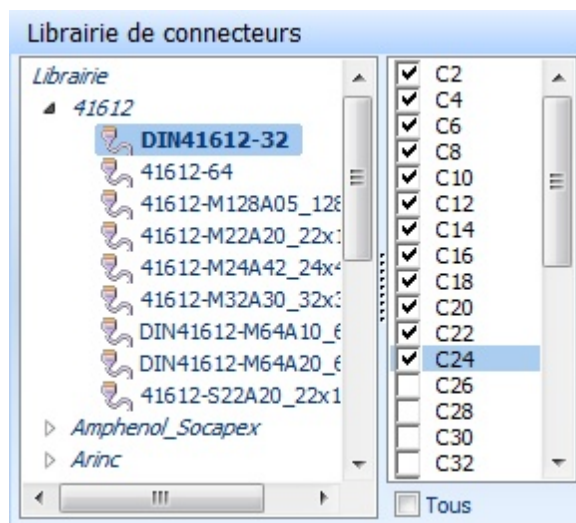 Librairie de connecteurs
Librairie
41612
DIN41612-32
41612-64
41612-M128A05_128
41612-M22A20_22x1
41612-M24A42_24x4
41612-M32A30_32x3
DIN41612-M64A10_6
DIN41612-M64A20_6
41612-S22A20_22x1
Amphenol_Socapex
Arinc
C2
C4
C6
C8
C10
C12
C14
C16
C18
C20
C22
C24
C26
C28
C30
C32
Tous